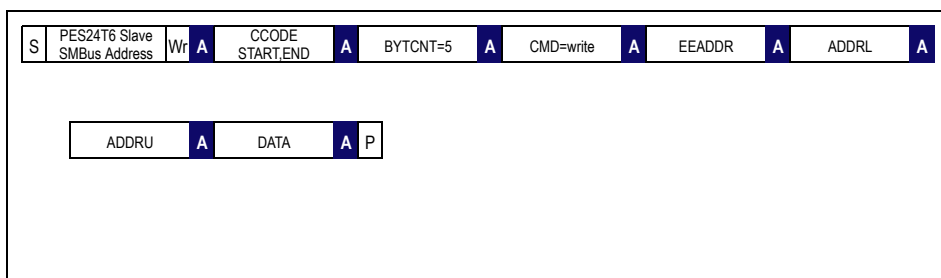 S PES24T6 Slave SMBus Address Wr A CCODE START,END A BYTCNT=5 A CMD=write A EEADDR A ADDRL A
ADDRU A DATA A P